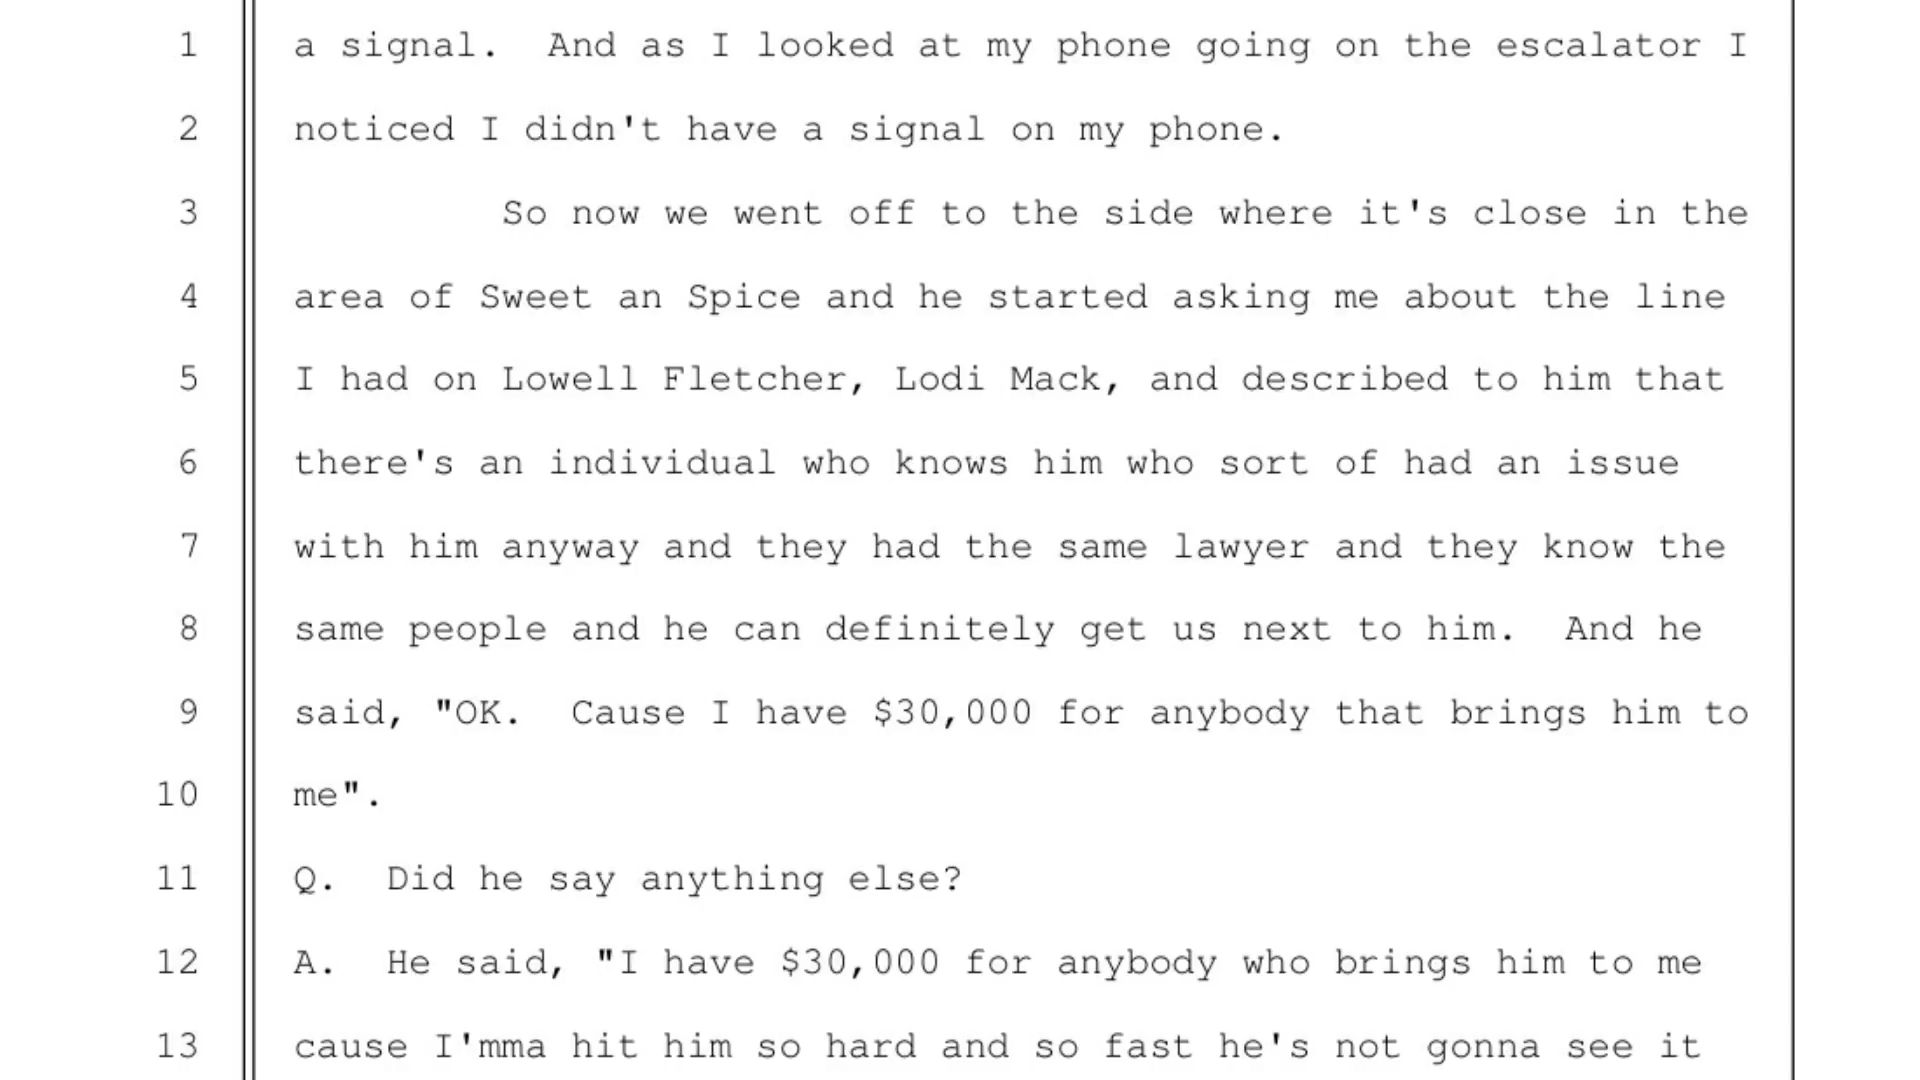 1 a signal.  And as I looked at my phone going on the escalator I
2 noticed I didn't have a signal on my phone.
3 So now we went off to the side where it's close in the
4 area of Sweet an Spice and he started asking me about the line
5 I had on Lowell Fletcher, Lodi Mack, and described to him that
6 there's an individual who knows him who sort of had an issue
7 with him anyway and they had the same lawyer and they know the
8 same people and he can definitely get us next to him.  And he
9 said, "OK.  Cause I have $30,000 for anybody that brings him to
10 me".
11 Q.  Did he say anything else?
12 A.  He said, "I have $30,000 for anybody who brings him to me
13 cause I'mma hit him so hard and so fast he's not gonna see it